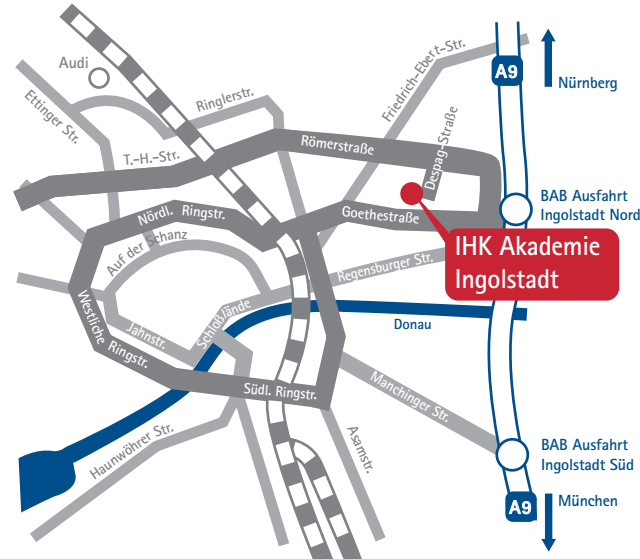 Audi
A9
Nürnberg
Ettinger Str.
Ringlerstr.
Friedrich-Ebert-Str.
T.-H.-Str.
Römerstraße
Despag-Straße
BAB Ausfahrt
Ingolstadt Nord
Nördl. Ringstr.
Goethestraße
Auf der Schanz
IHK Akademie
Ingolstadt
Regensburger Str.
Westliche Ringstr.
Schloßlände
Jahnstr.
Donau
Südl. Ringstr.
Manchinger Str.
Haunwöhrer Str.
Asamstr.
BAB Ausfahrt
Ingolstadt Süd
A9
München